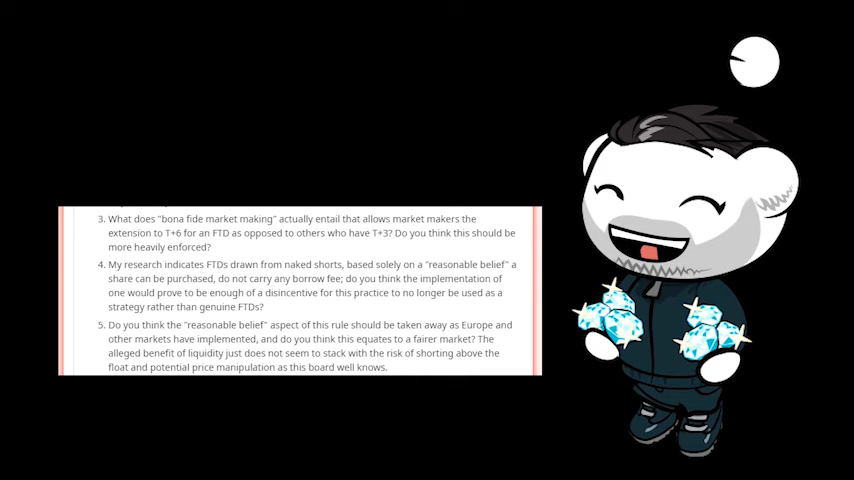 3. What does "bona fide market making" actually entail that allows market makers the
extension to T+6 for an FTD as opposed to others who have T+3? Do you think this should be
more heavily enforced?
4. My research indicates FTDs drawn from naked shorts, based solely on a "reasonable belief" a
share can be purchased, do not carry any borrow fee; do you think the implementation of
one would prove to be enough of a disincentive for this practice to no longer be used as a
strategy rather than genuine FTDs?
5. Do you think the "reasonable belief" aspect of this rule should be taken away as Europe and
other markets have implemented, and do you think this equates to a fairer market? The
alleged benefit of liquidity just does not seem to stack with the risk of shorting above the
float and potential price manipulation as this board well knows.